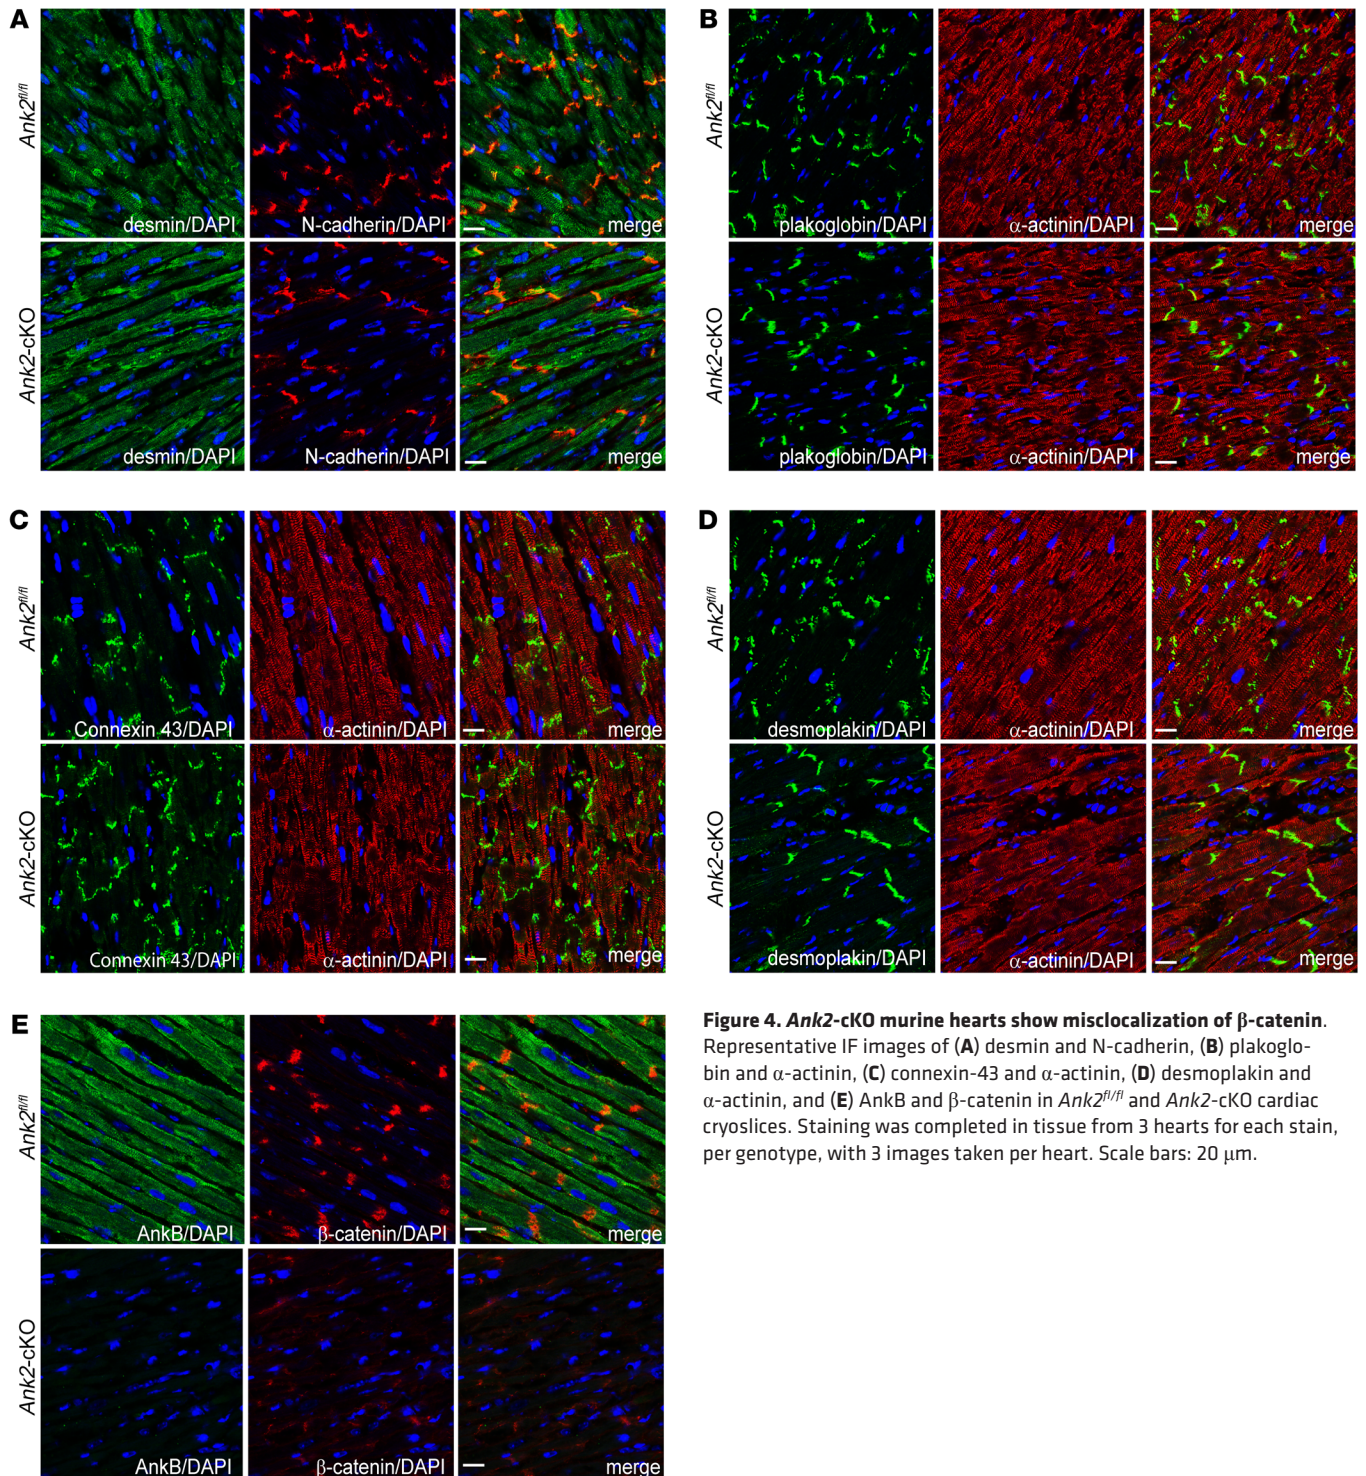 A
Ank2fl/fl
desmin/DAPI
N-cadherin/DAPI
merge
Ank2-cKO
desmin/DAPI
N-cadherin/DAPI
merge
B
Ank2fl/fl
plakoglobin/DAPI
α-actinin/DAPI
merge
Ank2-cKO
plakoglobin/DAPI
α-actinin/DAPI
merge
C
Ank2fl/fl
Connexin 43/DAPI
α-actinin/DAPI
merge
Ank2-cKO
Connexin 43/DAPI
α-actinin/DAPI
merge
D
Ank2fl/fl
desmoplakin/DAPI
α-actinin/DAPI
merge
Ank2-cKO
desmoplakin/DAPI
α-actinin/DAPI
merge
E
Ank2fl/fl
AnkB/DAPI
β-catenin/DAPI
merge
Ank2-cKO
AnkB/DAPI
β-catenin/DAPI
merge
Figure 4. Ank2-cKO murine hearts show misclocalization of β-catenin.
Representative IF images of (A) desmin and N-cadherin, (B) plakoglo-
bin and α-actinin, (C) connexin-43 and α-actinin, (D) desmoplakin and
α-actinin, and (E) AnkB and β-catenin in Ank2fl/fl and Ank2-cKO cardiac
cryoslices. Staining was completed in tissue from 3 hearts for each stain,
per genotype, with 3 images taken per heart. Scale bars: 20 μm.